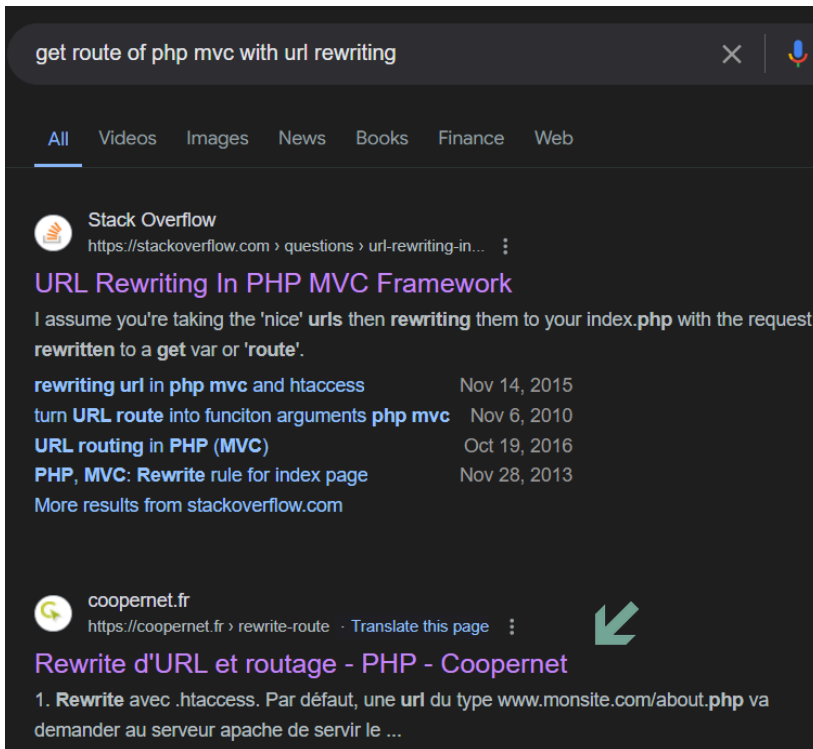 get route of php mvc with url rewriting
All Videos Images News Books Finance Web
Stack Overflow
https://stackoverflow.com › questions › url-rewriting-in...
URL Rewriting In PHP MVC Framework
I assume you're taking the 'nice' urls then rewriting them to your index.php with the request
rewritten to a get var or 'route'.
rewriting url in php mvc and htaccess Nov 14, 2015
turn URL route into funciton arguments php mvc Nov 6, 2010
URL routing in PHP (MVC) Oct 19, 2016
PHP, MVC: Rewrite rule for index page Nov 28, 2013
More results from stackoverflow.com
coopernet.fr
https://coopernet.fr › rewrite-route · Translate this page
Rewrite d'URL et routage - PHP - Coopernet
1. Rewrite avec .htaccess. Par défaut, une url du type www.monsite.com/about.php va
demander au serveur apache de servir le ...